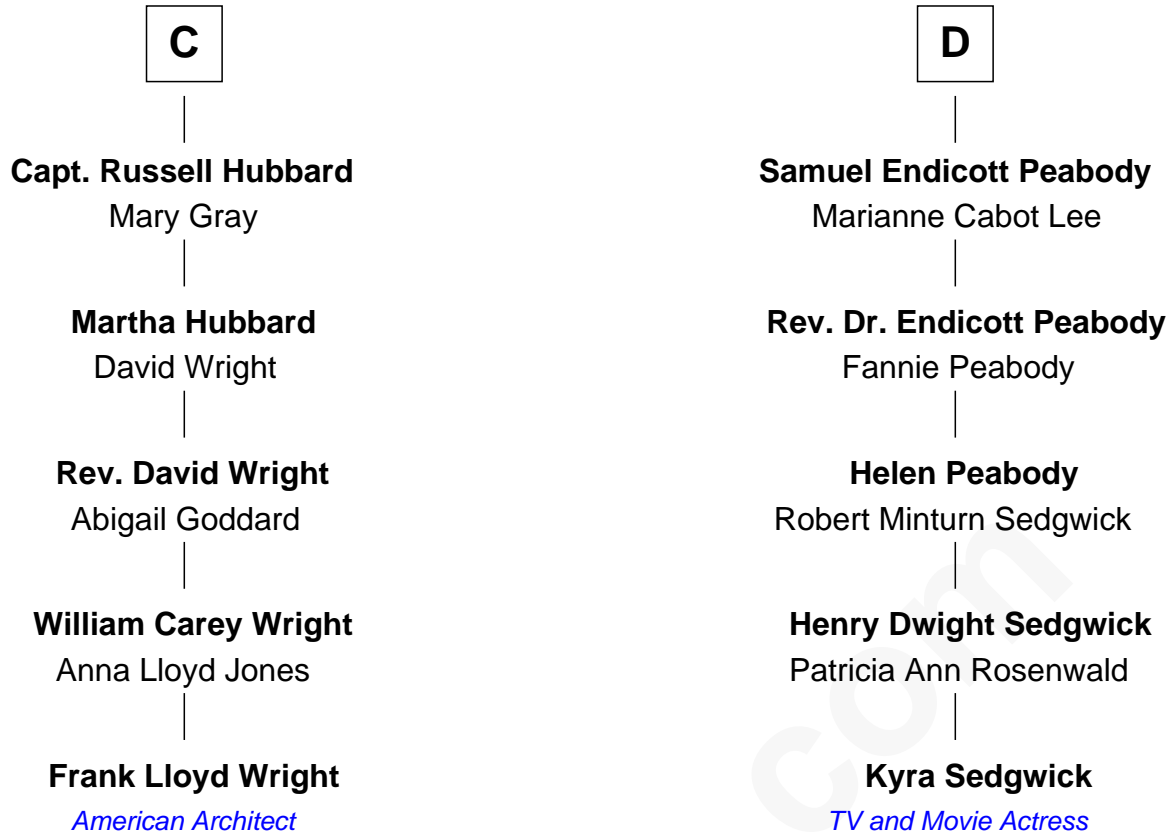 C
Capt. Russell Hubbard
Mary Gray
Martha Hubbard
David Wright
Rev. David Wright
Abigail Goddard
William Carey Wright
Anna Lloyd Jones
Frank Lloyd Wright
American Architect
D
Samuel Endicott Peabody
Marianne Cabot Lee
Rev. Dr. Endicott Peabody
Fannie Peabody
Helen Peabody
Robert Minturn Sedgwick
Henry Dwight Sedgwick
Patricia Ann Rosenwald
Kyra Sedgwick
TV and Movie Actress
com